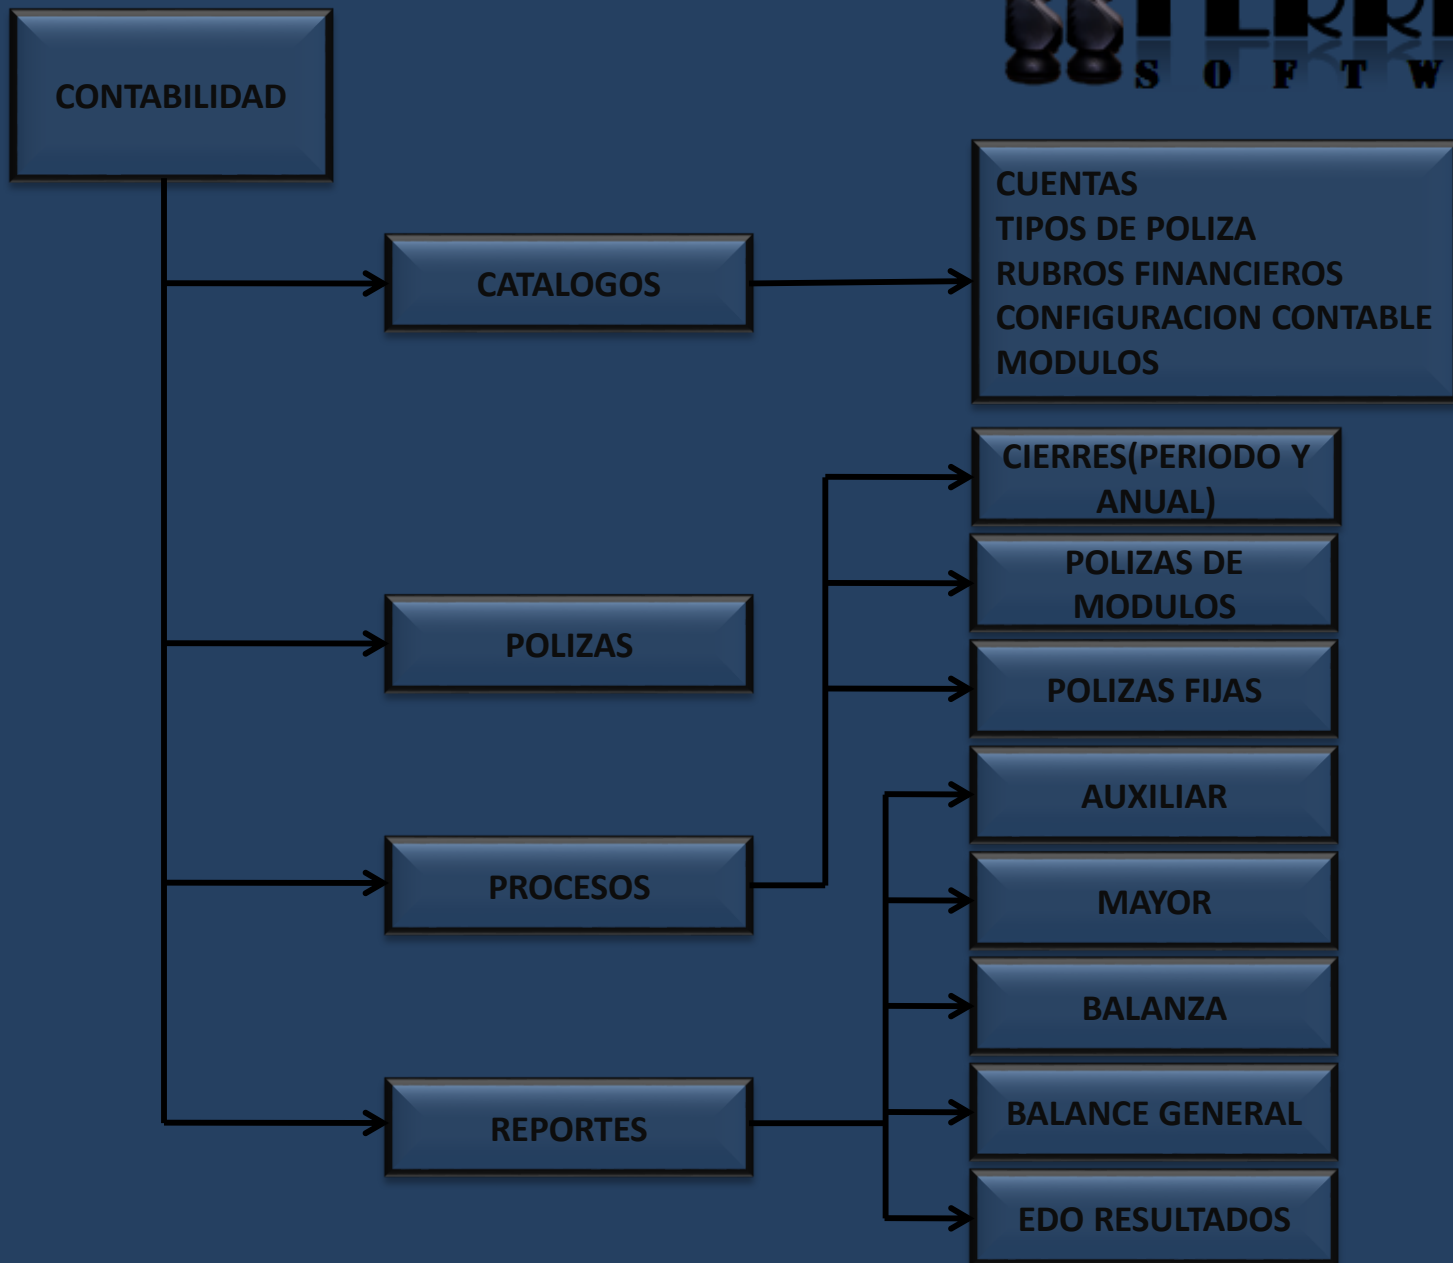 CONTABILIDAD
CUENTAS
TIPOS DE POLIZA
RUBROS FINANCIEROS
CONFIGURACION CONTABLE
MODULOS
CATALOGOS
CIERRES(PERIODO Y
ANUAL)
POLIZAS DE
MODULOS
POLIZAS
POLIZAS FIJAS
AUXILIAR
PROCESOS
MAYOR
BALANZA
REPORTES
BALANCE GENERAL
EDO RESULTADOS